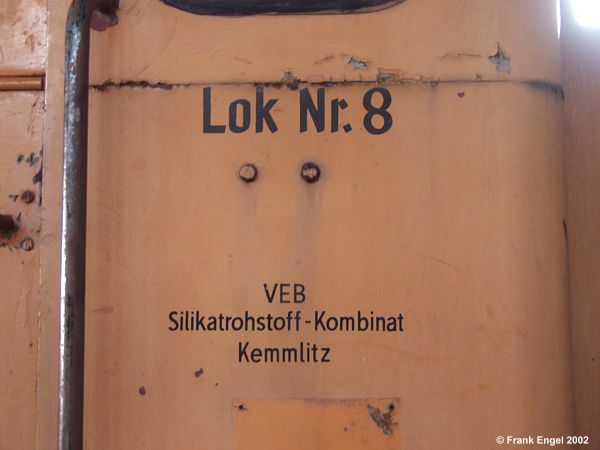 Lok Nr. 8
VEB
Silikatrohstoff-Kombinat
Kemmlitz
© Frank Engel 2002